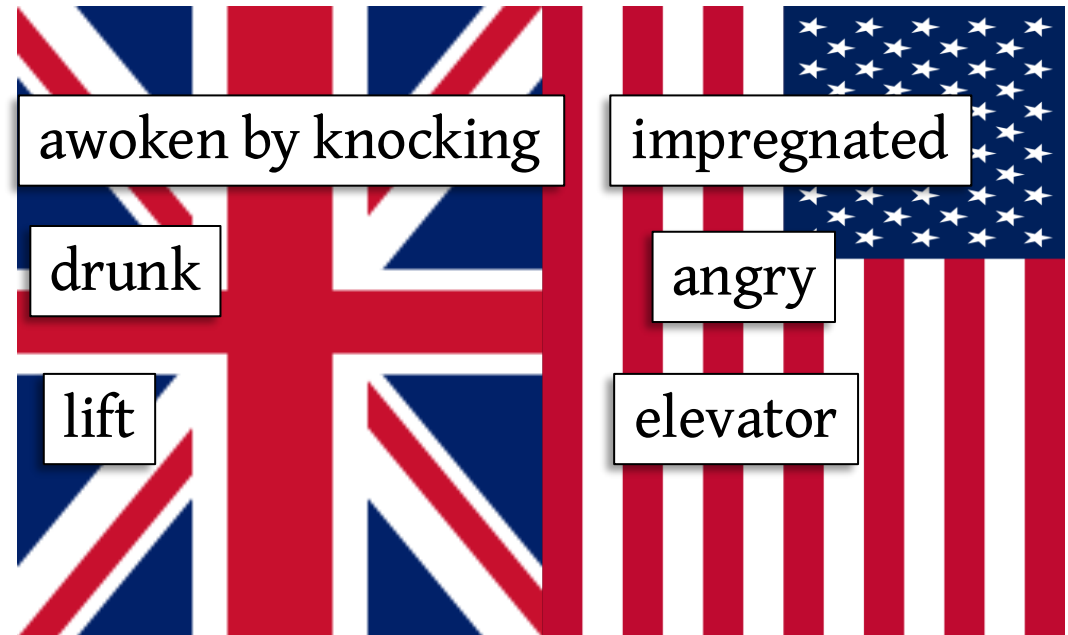 awoken by knocking
impregnated
drunk
angry
lift
elevator